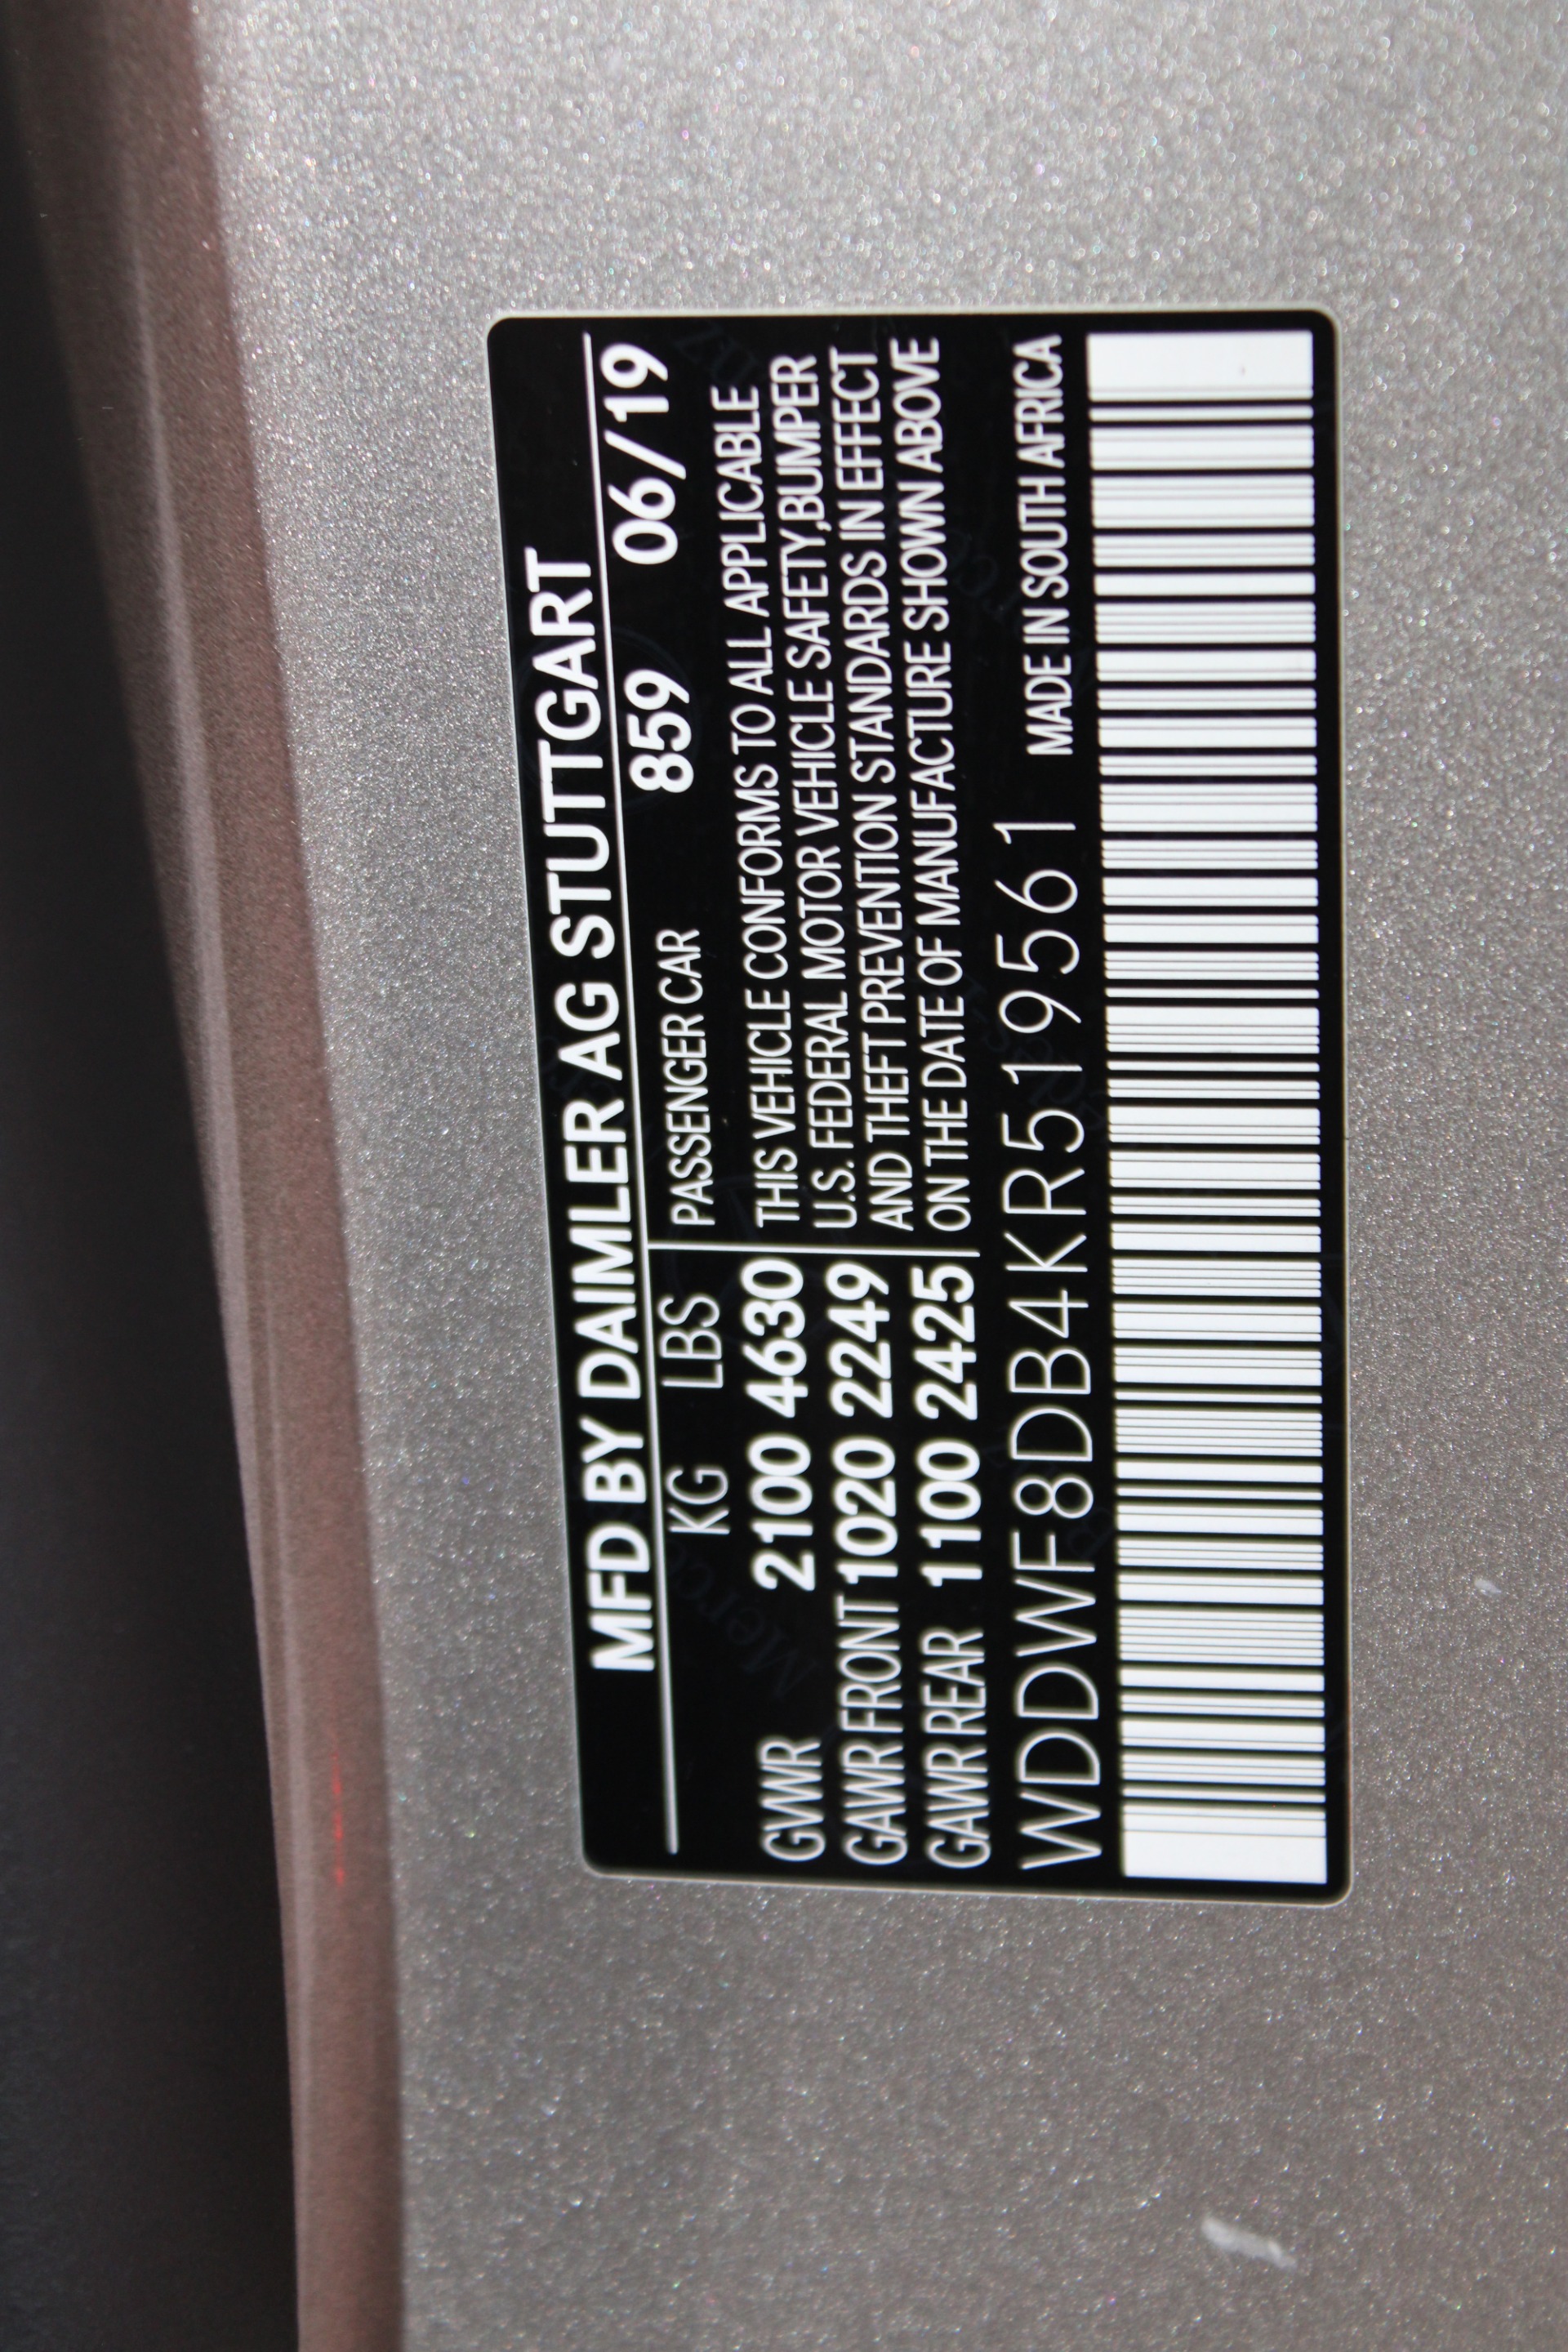 MFD BY DAIMLER AG STUTTGART
KG LBS PASSENGER CAR 859 06/19
GVWR 2100 4630 THIS VEHICLE CONFORMS TO ALL APPLICABLE
U.S. FEDERAL MOTOR VEHICLE SAFETY,BUMPER
GAWR FRONT 1020 2249 AND THEFT PREVENTION STANDARDS IN EFFECT
GAWR REAR 1100 2425 ON THE DATE OF MANUFACTURE SHOWN ABOVE
WDDWF8DB4KR519561 MADE IN SOUTH AFRICA